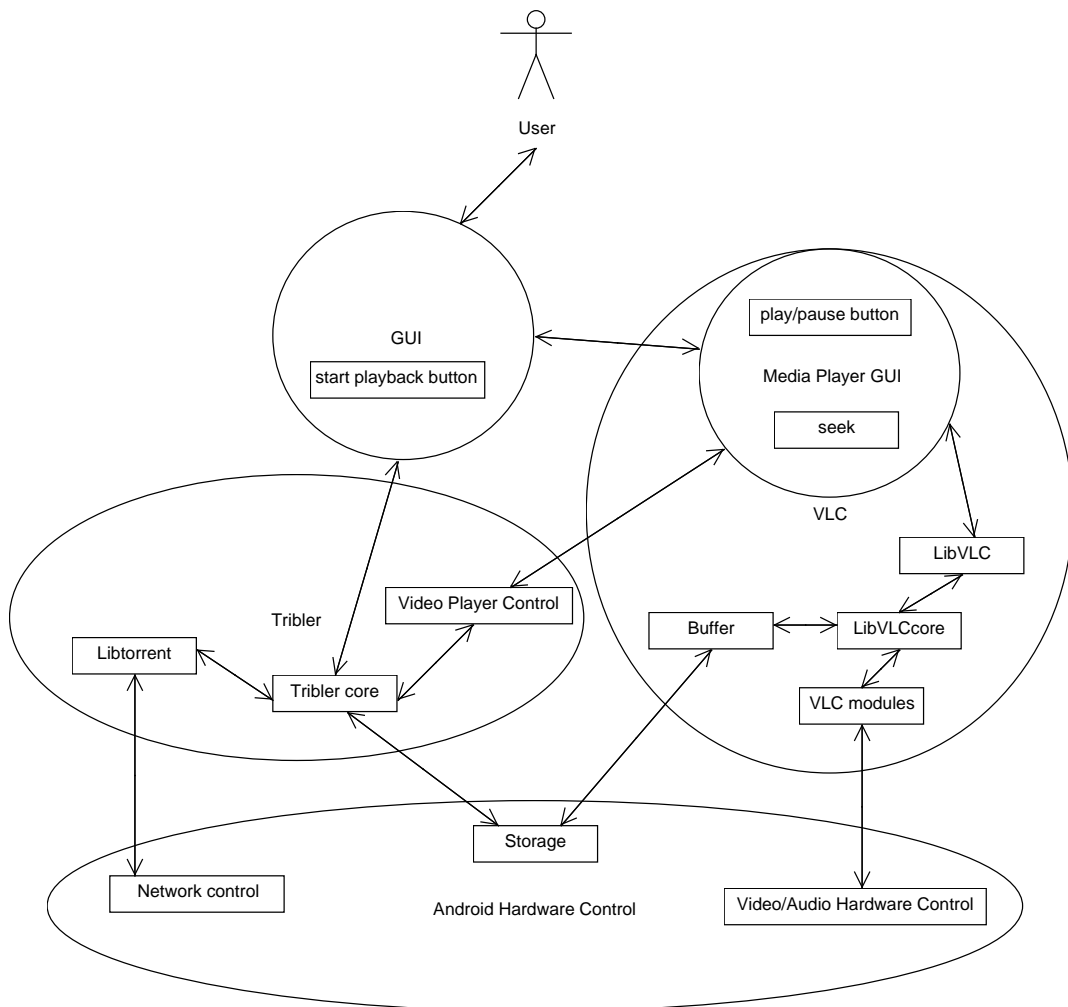 User
play/pause button
GUI
Media Player GUI
start playback button
seek
VLC
LibVLC
Video Player Control
Tribler
Buffer
LibVLCcore
Libtorrent
Tribler core
VLC modules
Storage
Network control
Android Hardware Control
Video/Audio Hardware Control